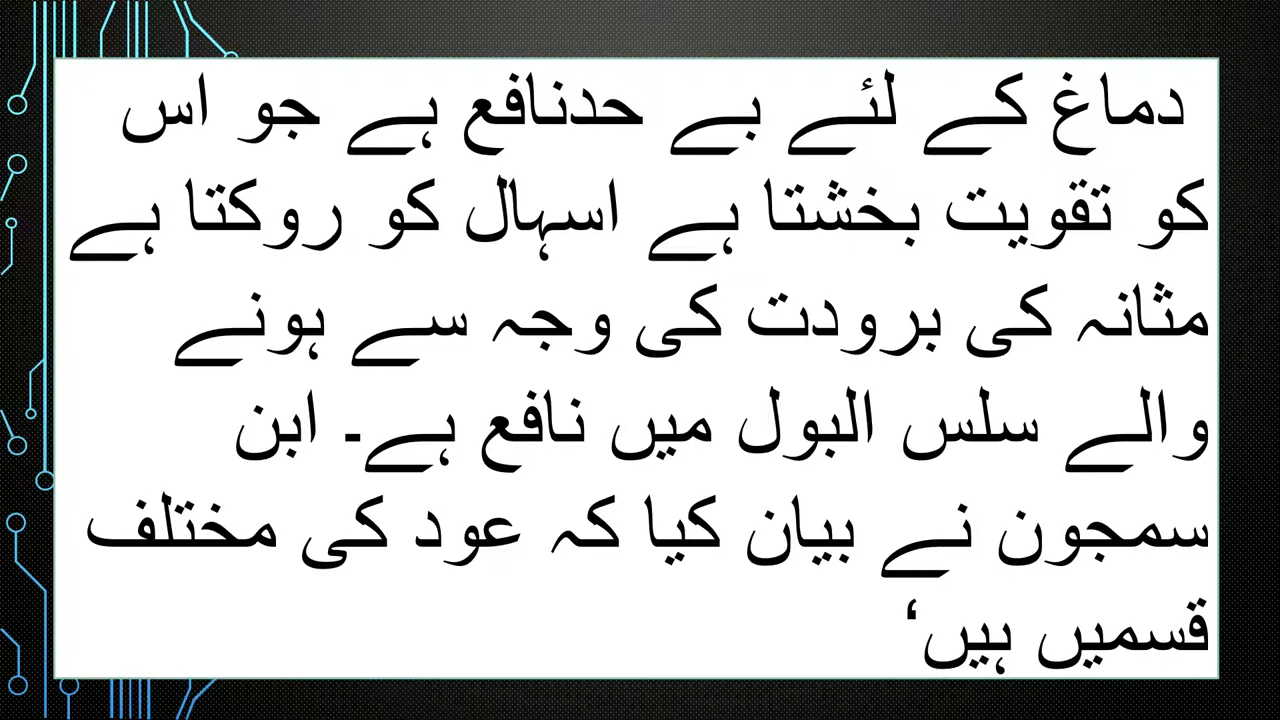 دماغ کے لئے بے حدنافع ہے جو اس
کو تقویت بخشتا ہے اسہال کو روکتا ہے
مثانہ کی برودت کی وجہ سے ہونے
والے سلس البول میں نافع ہے۔ ابن
سمجون نے بیان کیا کہ عود کی مختلف
قسمیں ہیں‘